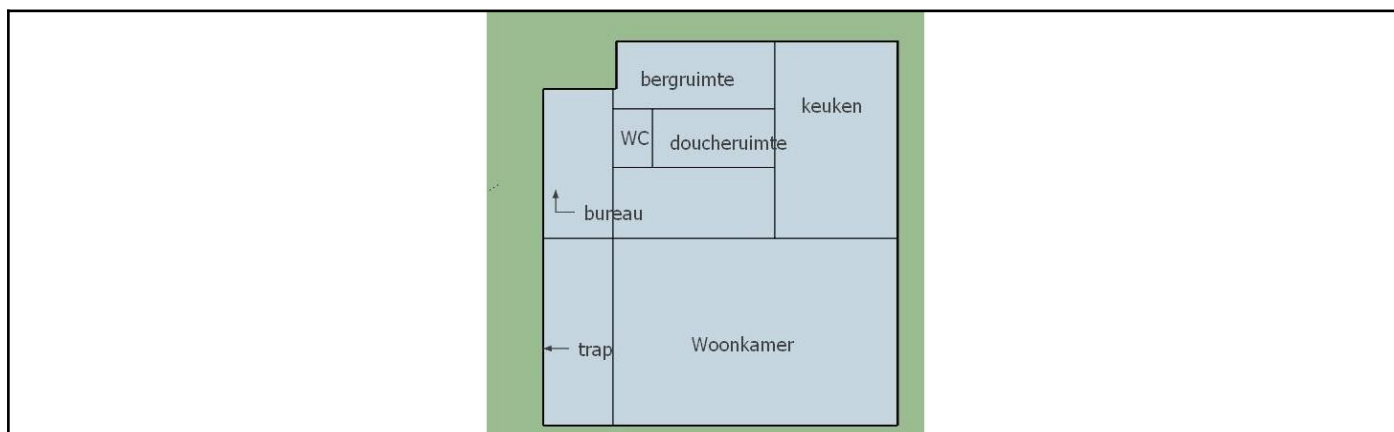 bergruimte
keuken
WC
doucheruimte
bureau
trap
Woonkamer